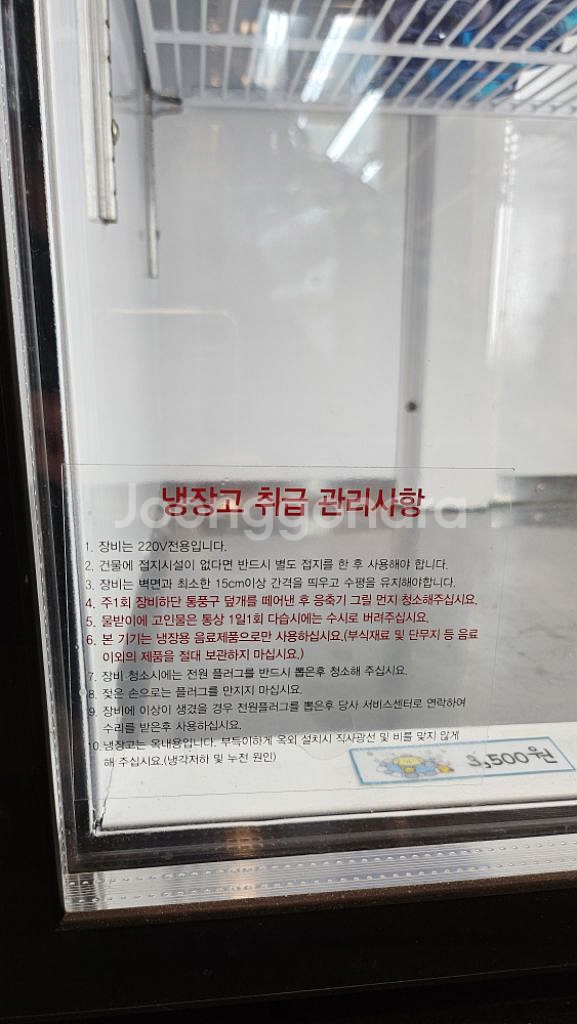 냉장고 취급 관리사항
Joonggonara
1. 장비는 220V전용입니다.
2. 건물에 접지시설이 없다면 반드시 별도 접지를 한 후 사용해야 합니다.
3. 장비는 벽면과 최소한 15cm이상 간격을 띄우고 수평을 유지해야합니다.
4. 주1회 장비하단 통풍구 덮개를 떼어낸 후 응축기 그릴 먼지 청소해주십시요.
5. 물받이에 고인물은 통상 1일1회 다습시에는 수시로 버려주십시요.
6. 본 기기는 냉장용 음료제품으로만 사용하십시요.(부식재료 및 단무지 등 음료
이외의 제품을 절대 보관하지 마십시요.)
7. 장비 청소시에는 전원 플러그를 반드시 뽑은후 청소해 주십시요.
8. 젖은 손으로는 플러그를 만지지 마십시요.
9. 장비에 이상이 생겼을 경우 전원플러그를 뽑은후 당사 서비스센터로 연락하여
수리를 받은후 사용하십시요.
10. 냉장고는 옥내용입니다. 부득이하게 옥외 설치시 직사광선 및 비를 맞지 않게
해 주십시요.(냉각저하 및 누전 원인)
3,500원